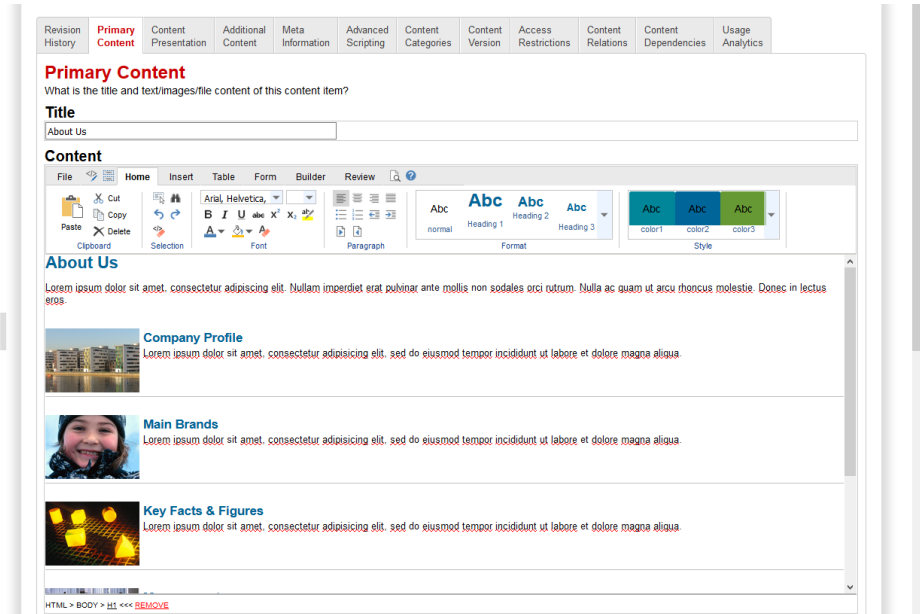 Revision History
Primary Content
Content Presentation
Additional Content
Meta Information
Advanced Scripting
Content Categories
Content Version
Access Restrictions
Content Relations
Content Dependencies
Usage Analytics
Primary Content
What is the title and text/images/file content of this content item?
Title
About Us
Content
File Home Insert Table Form Builder Review
Paste
Cut
Copy
Delete
Clipboard
Selection
Arial, Helvetica,
B I U abc X² X₂ ab
A
Font
Paragraph
Abc normal
Abc Heading 1
Abc Heading 2
Abc Heading 3
Format
Abc color1
Abc color2
Abc color3
Style
About Us
Lorem ipsum dolor sit amet, consectetur adipiscing elit. Nullam imperdiet erat pulvinar ante mollis non sodales orci rutrum. Nulla ac quam ut arcu rhoncus molestie. Donec in lectus
eros.
Company Profile
Lorem ipsum dolor sit amet, consectetur adipisicing elit, sed do eiusmod tempor incididunt ut labore et dolore magna aliqua.
Main Brands
Lorem ipsum dolor sit amet, consectetur adipisicing elit, sed do eiusmod tempor incididunt ut labore et dolore magna aliqua.
Key Facts & Figures
Lorem ipsum dolor sit amet, consectetur adipisicing elit, sed do eiusmod tempor incididunt ut labore et dolore magna aliqua.
HTML > BODY > H1 <<< REMOVE